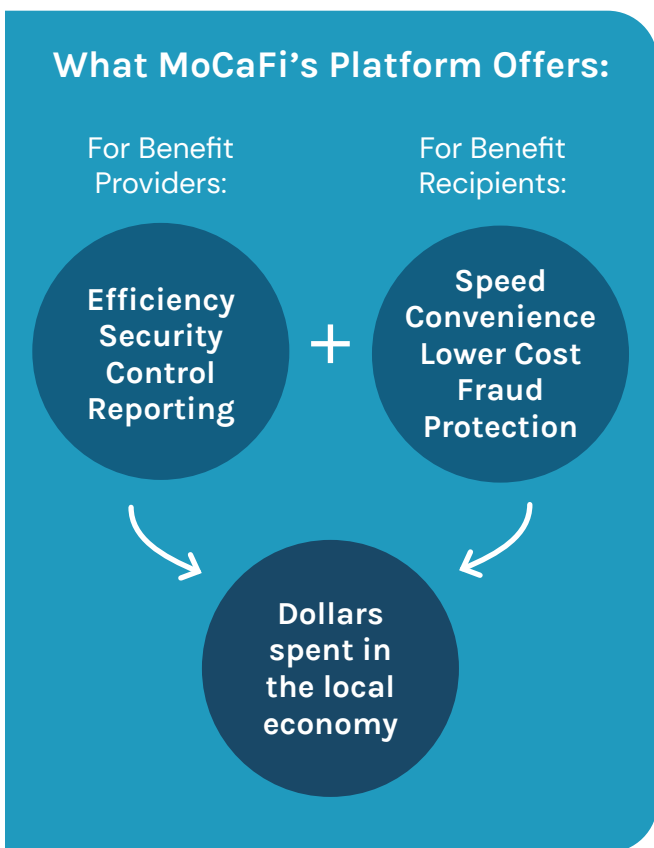 What MoCaFi’s Platform Offers:
For Benefit
Providers:
For Benefit
Recipients:
Efficiency
Security
Control
Reporting
+
Speed
Convenience
Lower Cost
Fraud
Protection
Dollars
spent in
the local
economy